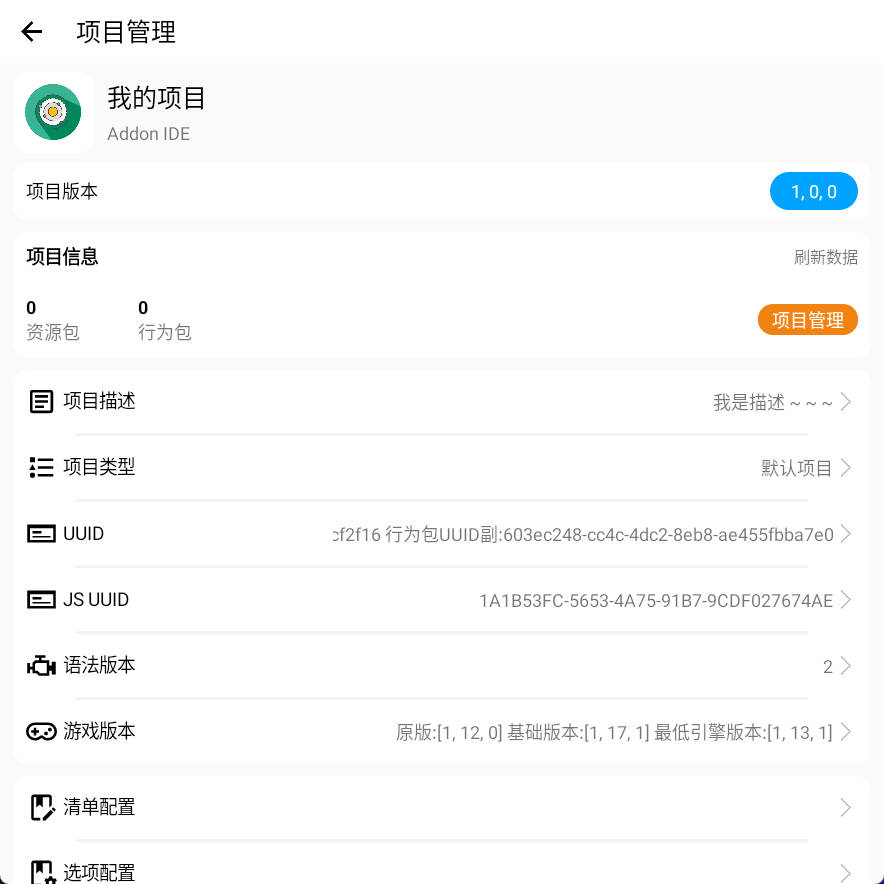 项目管理
我的项目
Addon IDE
项目版本 1, 0, 0
项目信息 刷新数据
0 0
资源包 行为包 项目管理
项目描述 我是描述 ~ ~ ~
项目类型 默认项目
UUID cf2f16 行为包UUID副:603ec248-cc4c-4dc2-8eb8-ae455fbba7e0
JS UUID 1A1B53FC-5653-4A75-91B7-9CDF027674AE
语法版本 2
游戏版本 原版:[1, 12, 0] 基础版本:[1, 17, 1] 最低引擎版本:[1, 13, 1]
清单配置
选项配置